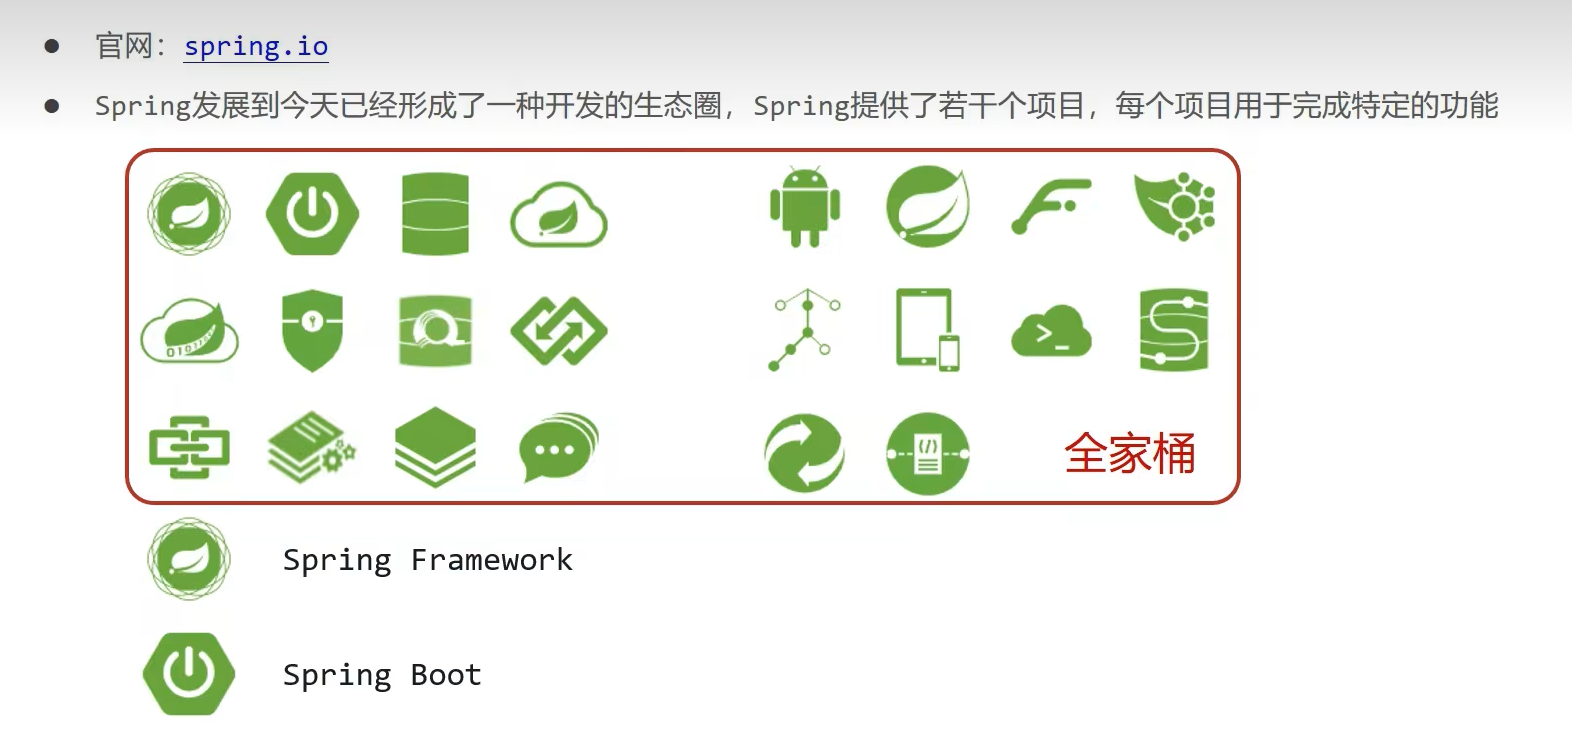 官网：spring.io
Spring发展到今天已经形成了一种开发的生态圈，Spring提供了若干个项目，每个项目用于完成特定的功能
全家桶
Spring Framework
Spring Boot